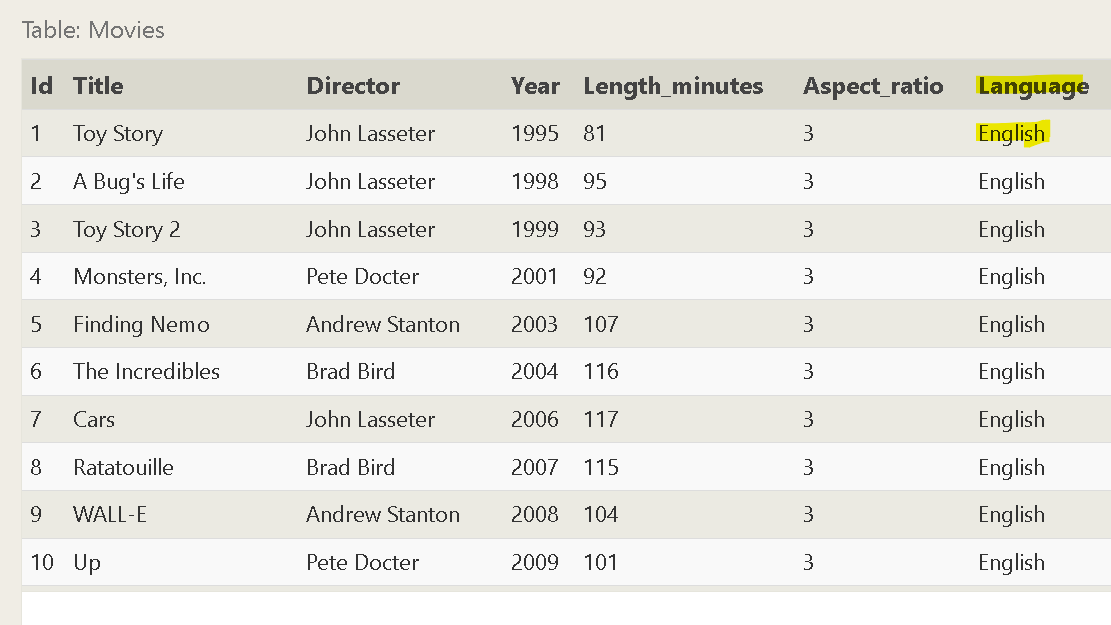 Table: Movies
Id Title Director Year Length_minutes Aspect_ratio Language
1 Toy Story John Lasseter 1995 81 3 English
2 A Bug's Life John Lasseter 1998 95 3 English
3 Toy Story 2 John Lasseter 1999 93 3 English
4 Monsters, Inc. Pete Docter 2001 92 3 English
5 Finding Nemo Andrew Stanton 2003 107 3 English
6 The Incredibles Brad Bird 2004 116 3 English
7 Cars John Lasseter 2006 117 3 English
8 Ratatouille Brad Bird 2007 115 3 English
9 WALL-E Andrew Stanton 2008 104 3 English
10 Up Pete Docter 2009 101 3 English